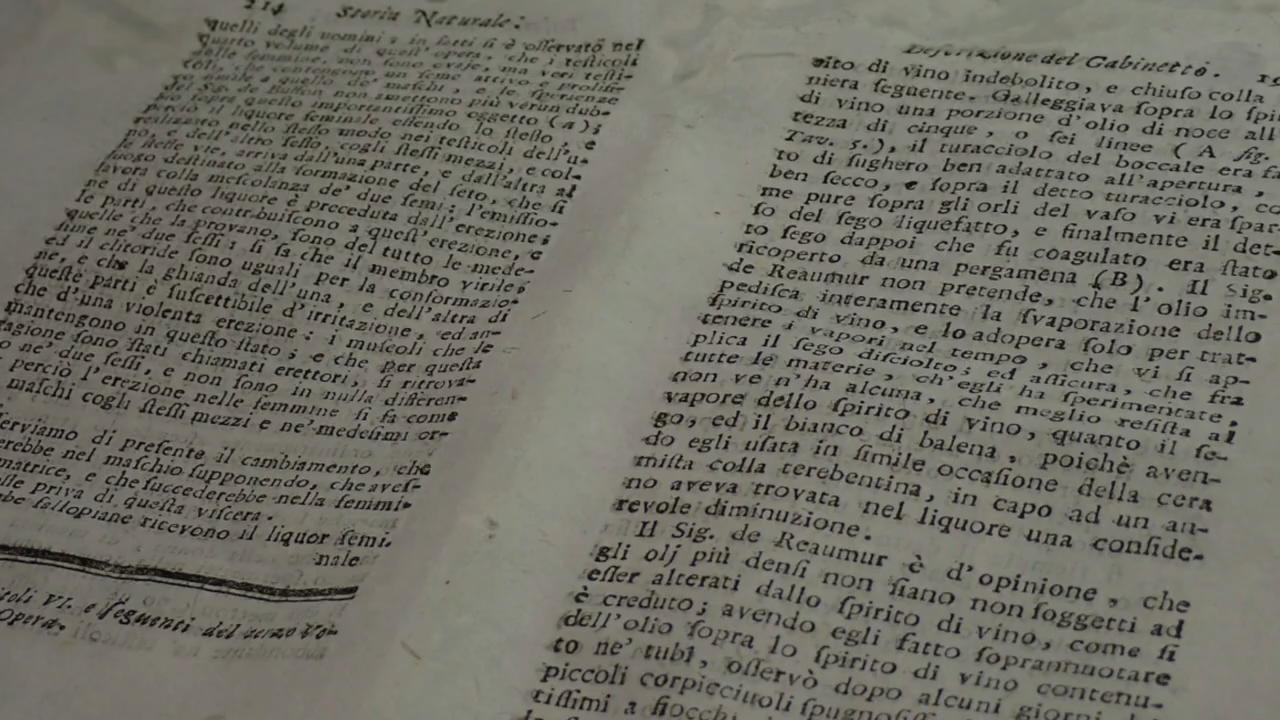 214 Storia Naturale:
quelli degli uomini: in fatti si è osservato nel
quarto volume di quest'opera, che i testicoli
delle femmine, non sono ovaje, ma veri testi-
coli, che contengono un seme attivo e prolifi-
co simile a quello de' maschi, e le sperienze
del Sig. de Buffon non ammettono più verun dub-
bio sopra questo importantissimo oggetto (a);
perciò il liquore seminale essendo lo stesso, e
realizzato nello stesso modo nei testicoli dell'u-
no, e dell'altro sesso, cogli stessi mezzi, e col-
le stesse vie, arriva dall'una parte, e dall'altra al
luogo destinato alla formazione del feto, che si
lavora colla mescolanza de' due semi; l'emissio-
ne di questo liquore è preceduta dall'erezione;
le parti, che contribuiscono a quest'erezione, e
quelle che la provano, sono del tutto le mede-
sime ne' due sessi; si sa che il membro virile,
ed il clitoride sono uguali per la conformazio-
ne, e che la ghianda dell'una, e dell'altra di
queste parti è suscettibile d'irritazione, ed an-
che d'una violenta erezione: i muscoli che le
mantengono in questo stato; e che per questa
ragione sono stati chiamati erettori, si ritrova-
no ne' due sessi, e non sono in nulla differen-
perciò l'erezione nelle femmine si fa come
maschi cogli stessi mezzi e ne' medesimi or-
serviamo di presente il cambiamento, che
erebbe nel maschio supponendo, che aves-
matrice, e che succederebbe nella femmi-
priva di questa viscera.
fallopiane ricevono il liquor semi-
nale
VI. e seguenti del terzo Vo-
Opera.
Descrizione del Gabinetto.
rito di vino indebolito, e chiuso colla
niera seguente. Galleggiava sopra lo spi
di vino una porzione d'olio di noce all
tezza di cinque, o sei linee (A fig.
Tav. 5.), il turacciolo del boccale era fa
to di sughero ben adattato all'apertura,
ben secco, e sopra il detto turacciolo, co
me pure sopra gli orli del vaso vi era spar-
so del sego liquefatto, e finalmente il det-
to sego dappoi che fu coagulato era stato
ricoperto da una pergamena (B). Il Sig.
de Reaumur non pretende, che l'olio im-
pedisca interamente la svaporazione dello
spirito di vino, e lo adopera solo per trat-
tenere i vapori nel tempo, che vi si ap-
plica il sego disciolto; ed assicura, che fra
tutte le materie, ch'egli ha sperimentate,
non ve n'ha alcuna, che meglio resista al
vapore dello spirito di vino, quanto il se-
go, ed il bianco di balena, poichè aven-
do egli usata in simile occasione della cera
mista colla terebentina, in capo ad un an-
no aveva trovata nel liquore una conside-
revole diminuzione.
Il Sig. de Reaumur è d'opinione, che
gli olj più densi non siano non soggetti ad
esser alterati dallo spirito di vino, come si
è creduto; avendo egli fatto soprannuotare
dell'olio sopra lo spirito di vino contenu-
to ne' tubi, osservò dopo alcuni giorni
piccoli corpicciuoli spugnosi
tissimi a fiocchi